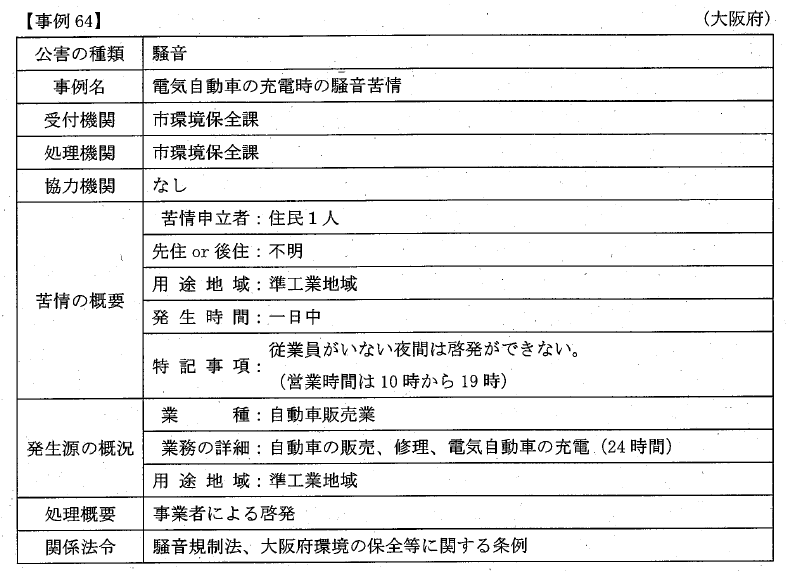 【事例 64】 (大阪府)
公害の種類 騒音
事例名 電気自動車の充電時の騒音苦情
受付機関 市環境保全課
処理機関 市環境保全課
協力機関 なし
苦情の概要
苦情申立者：住民１人
先住 or 後住：不明
用 途 地 域：準工業地域
発 生 時 間：一日中
特 記 事 項：
従業員がいない夜間は啓発ができない。
（営業時間は 10 時から 19 時）
発生源の概況
業 種：自動車販売業
業務の詳細：自動車の販売、修理、電気自動車の充電（24 時間）
用 途 地 域：準工業地域
処理概要 事業者による啓発
関係法令 騒音規制法、大阪府環境の保全等に関する条例